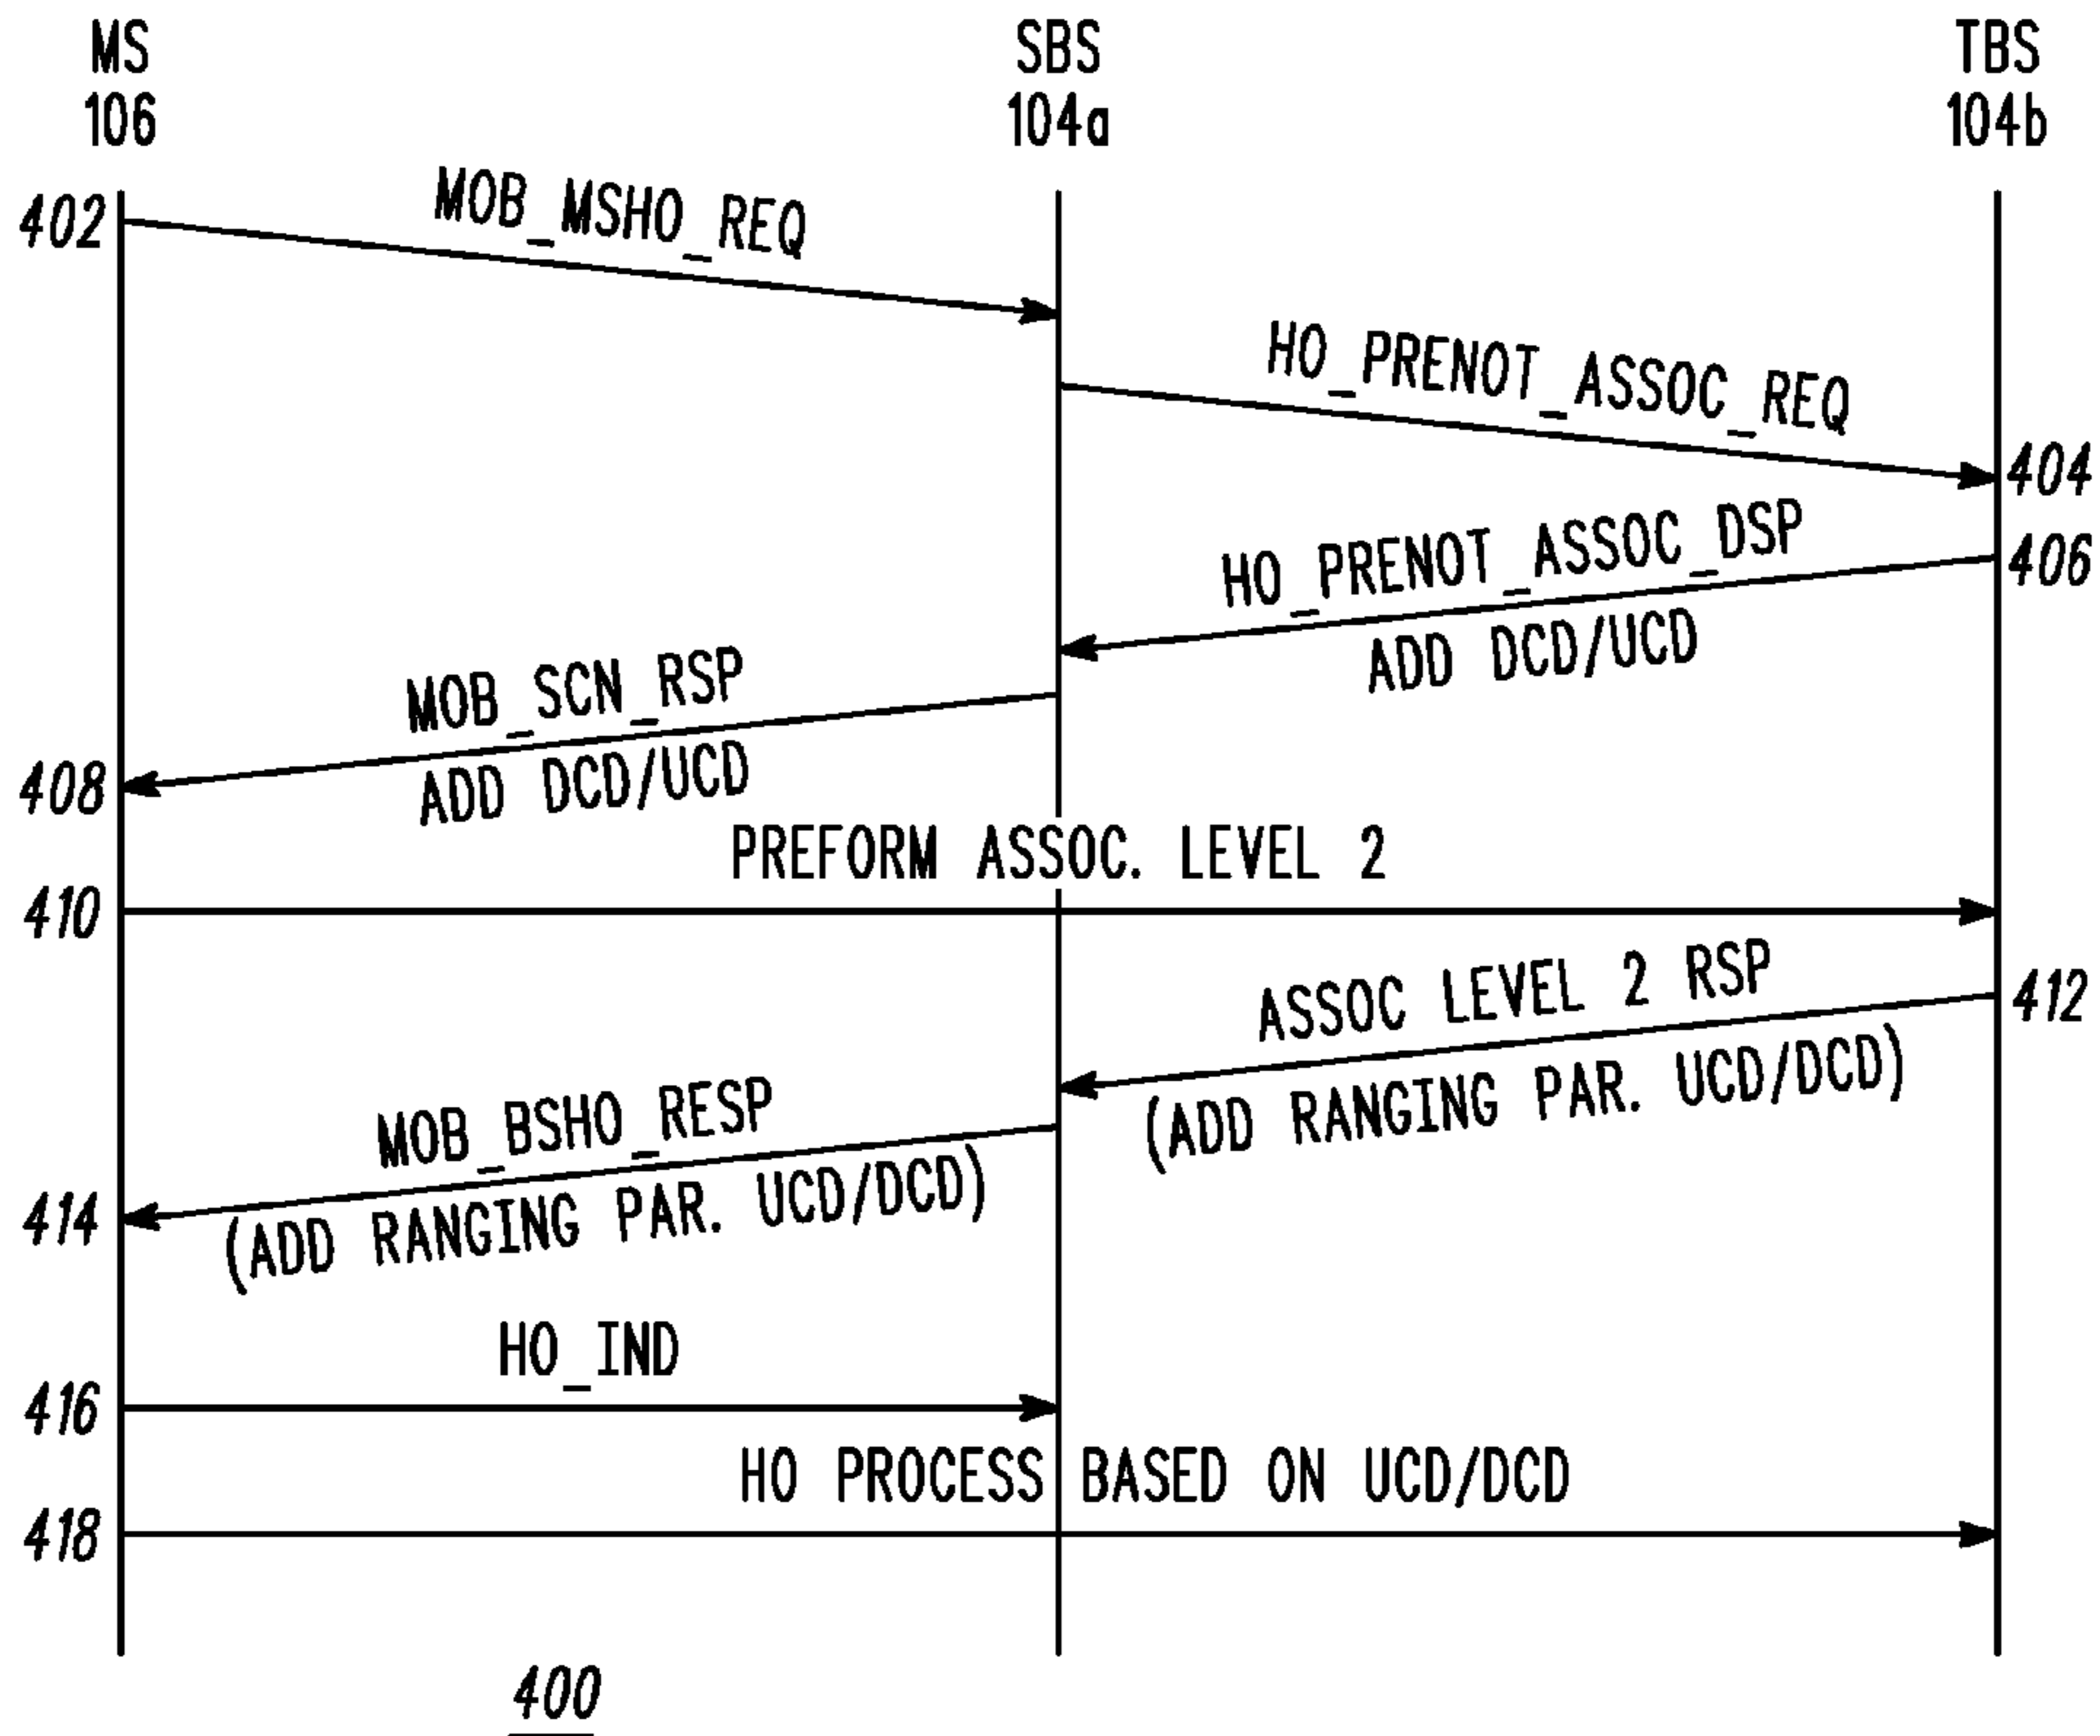 MS
106
SBS
104a
TBS
104b
402
MOB_MSHO_REQ
HO_PRENOT_ASSOC_REQ
404
HO_PRENOT_ASSOC_DSP
406
ADD DCD/UCD
MOB_SCN_RSP
ADD DCD/UCD
408
PREFORM ASSOC. LEVEL 2
410
ASSOC LEVEL 2 RSP
412
(ADD RANGING PAR. UCD/DCD)
MOB_BSHO_RESP
(ADD RANGING PAR. UCD/DCD)
414
HO_IND
416
HO PROCESS BASED ON UCD/DCD
418
400